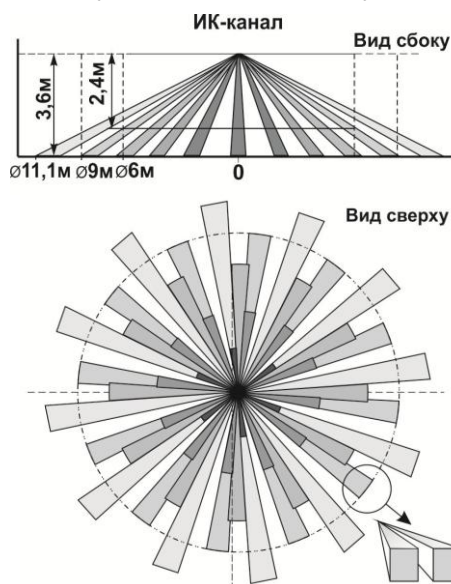 ИК-канал
Вид сбоку
3,6м
2,4м
ø11,1м ø9м ø6м
0
Вид сверху